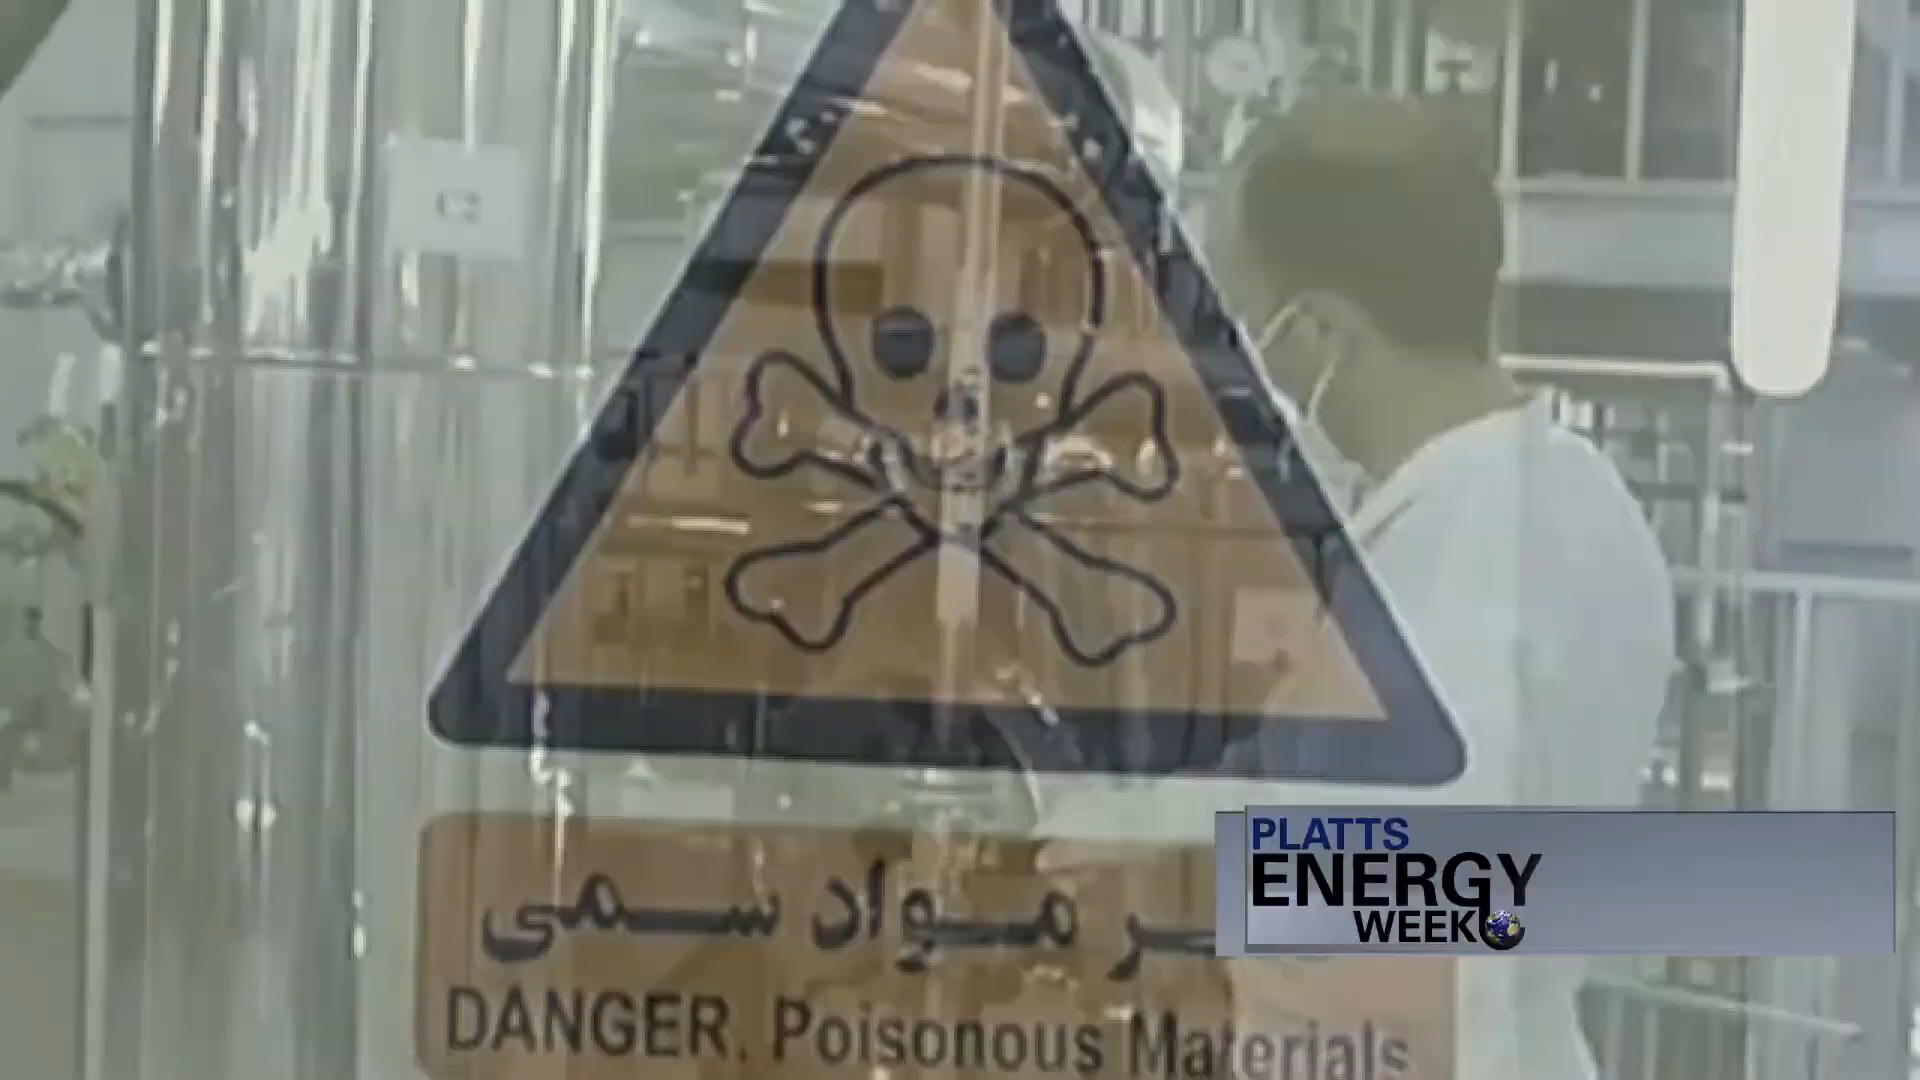 مواد سمی
DANGER. Poisonous Materials
PLATTS
ENERGY
WEEK